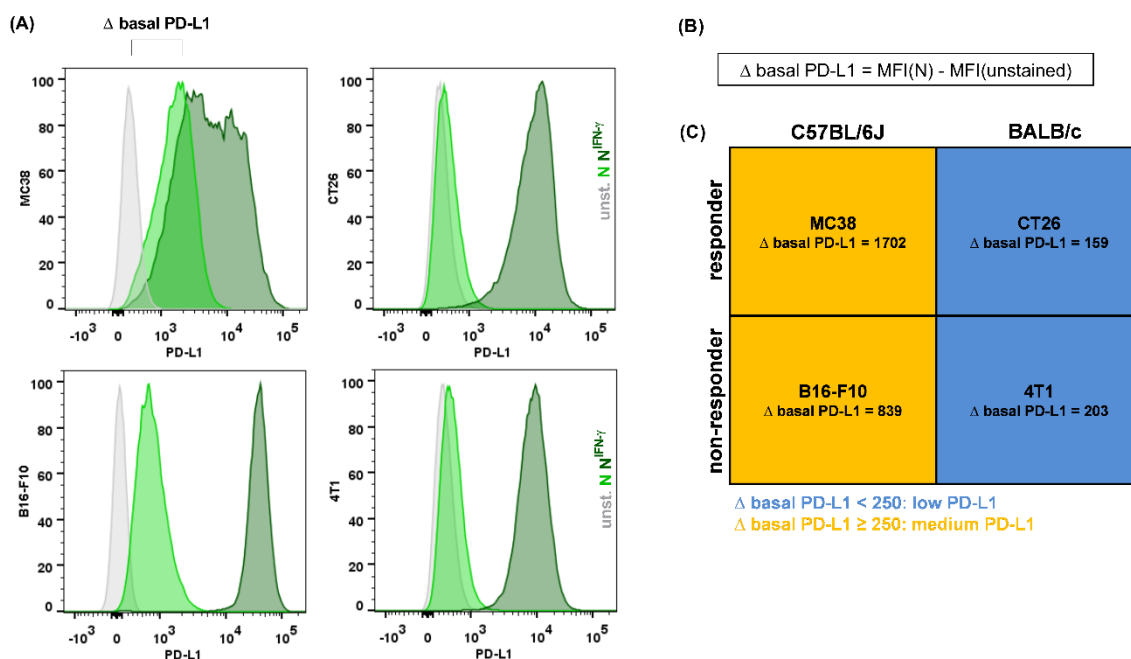 (A)
Δ basal PD-L1
100
80
60
40
20
0
MC38
-10³ 0 10³ 10⁴ 10⁵
PD-L1
100
80
60
40
20
0
CT26
-10³ 0 10³ 10⁴ 10⁵
PD-L1
unst. N N^IFN-γ
100
80
60
40
20
0
B16-F10
-10³ 0 10³ 10⁴ 10⁵
PD-L1
100
80
60
40
20
0
4T1
-10³ 0 10³ 10⁴ 10⁵
PD-L1
unst. N N^IFN-γ
(B)
Δ basal PD-L1 = MFI(N) - MFI(unstained)
(C)
C57BL/6J BALB/c
responder
MC38
Δ basal PD-L1 = 1702
CT26
Δ basal PD-L1 = 159
non-responder
B16-F10
Δ basal PD-L1 = 839
4T1
Δ basal PD-L1 = 203
Δ basal PD-L1 < 250: low PD-L1
Δ basal PD-L1 ≥ 250: medium PD-L1